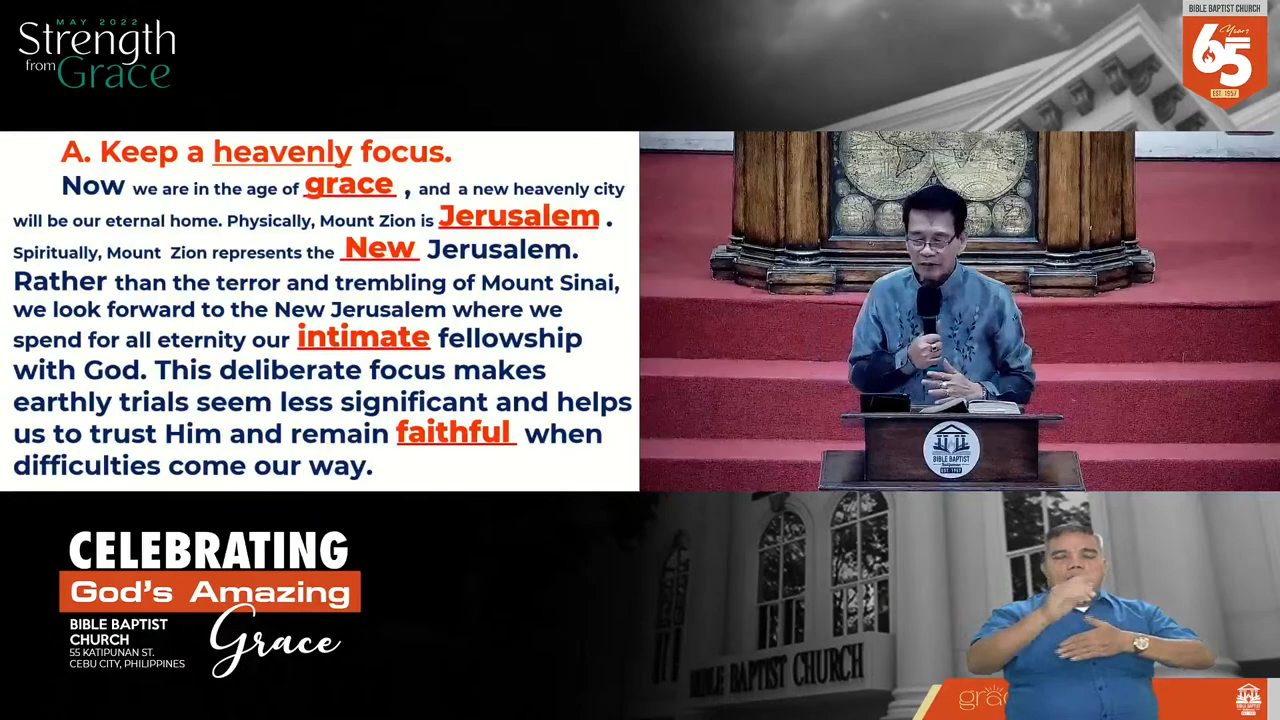 MAY 2022
Strength
from Grace
BIBLE BAPTIST CHURCH
65 Years
EST. 1957
A. Keep a heavenly focus.
Now we are in the age of grace , and a new heavenly city
will be our eternal home. Physically, Mount Zion is Jerusalem .
Spiritually, Mount Zion represents the New Jerusalem.
Rather than the terror and trembling of Mount Sinai,
we look forward to the New Jerusalem where we
spend for all eternity our intimate fellowship
with God. This deliberate focus makes
earthly trials seem less significant and helps
us to trust Him and remain faithful when
difficulties come our way.
BIBLE BAPTIST
EST. 1957
CELEBRATING
God's Amazing
Grace
BIBLE BAPTIST
CHURCH
55 KATIPUNAN ST.
CEBU CITY, PHILIPPINES
BIBLE BAPTIST CHURCH